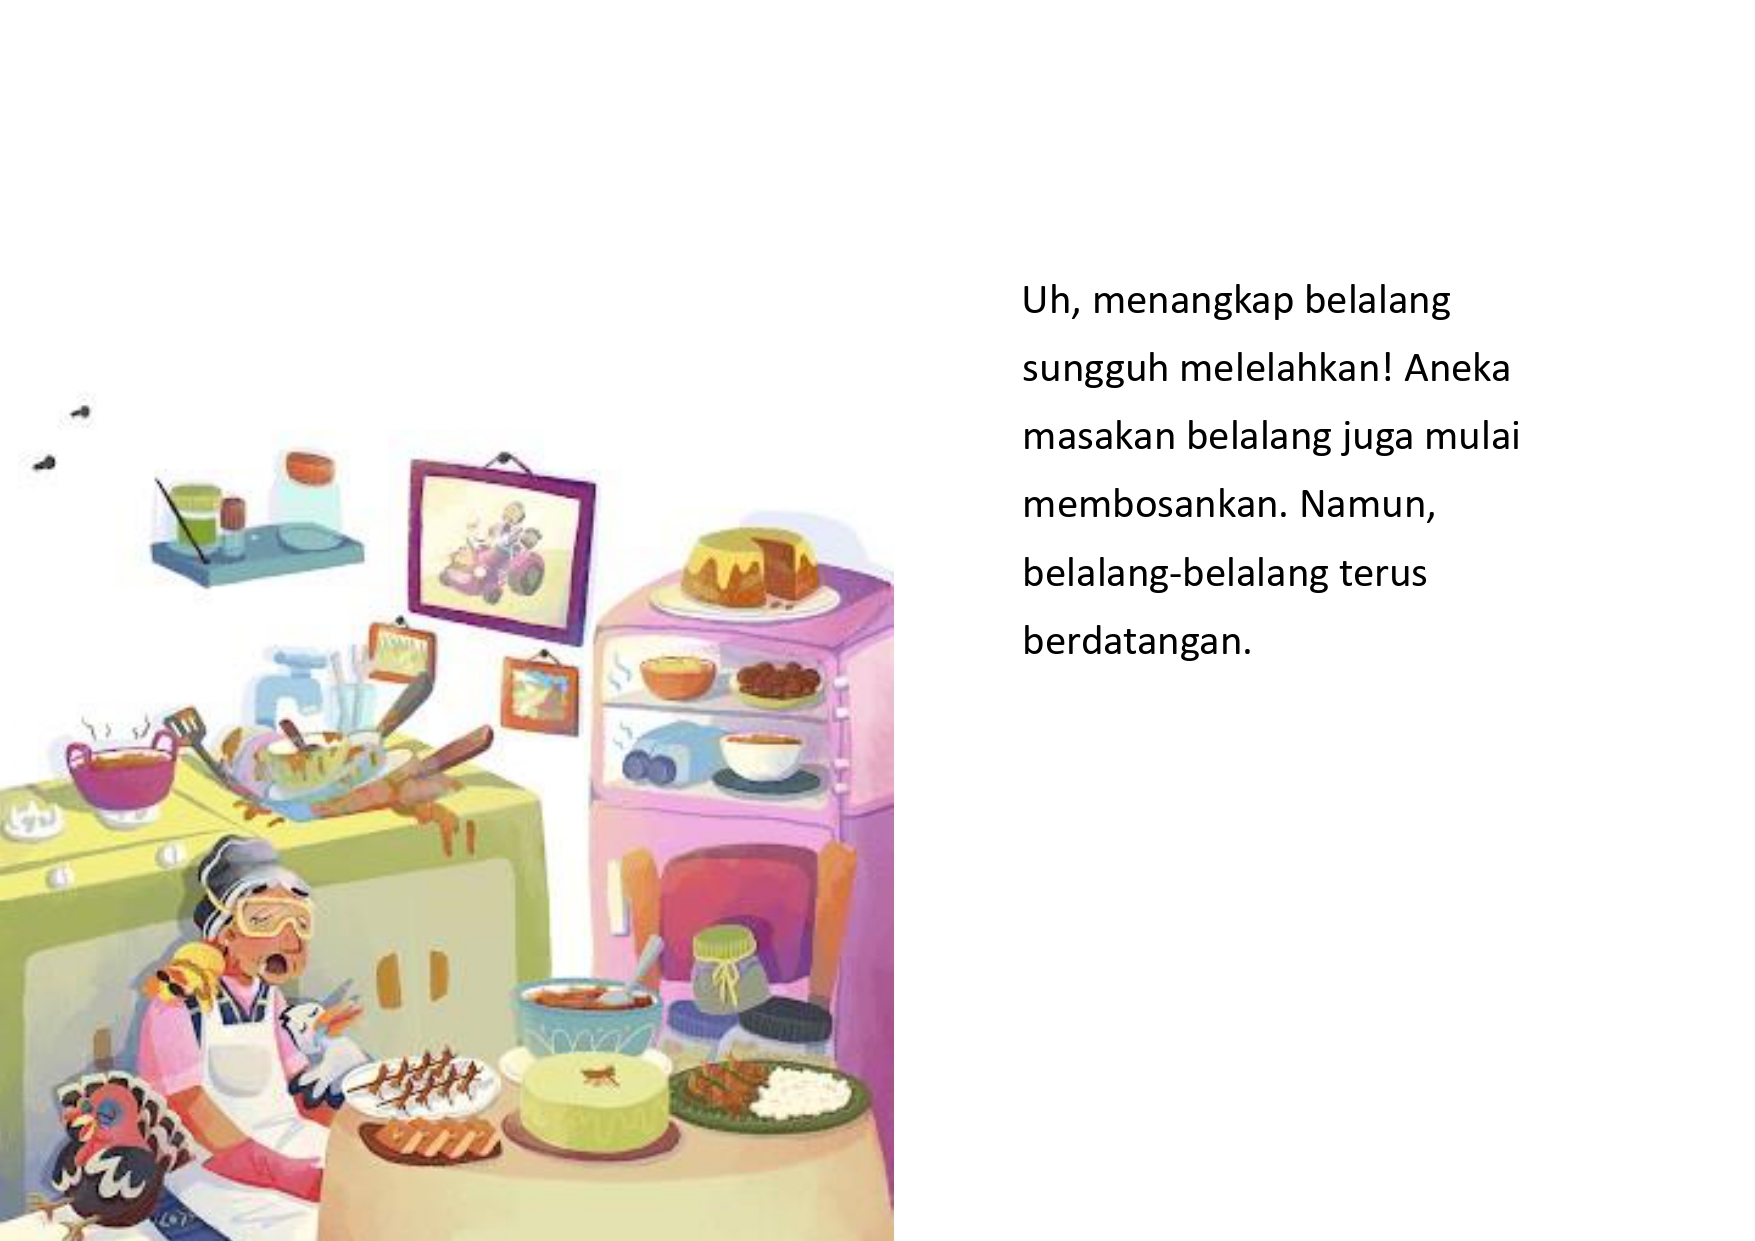 Uh, menangkap belalang
sungguh melelahkan! Aneka
masakan belalang juga mulai
membosankan. Namun,
belalang-belalang terus
berdatangan.